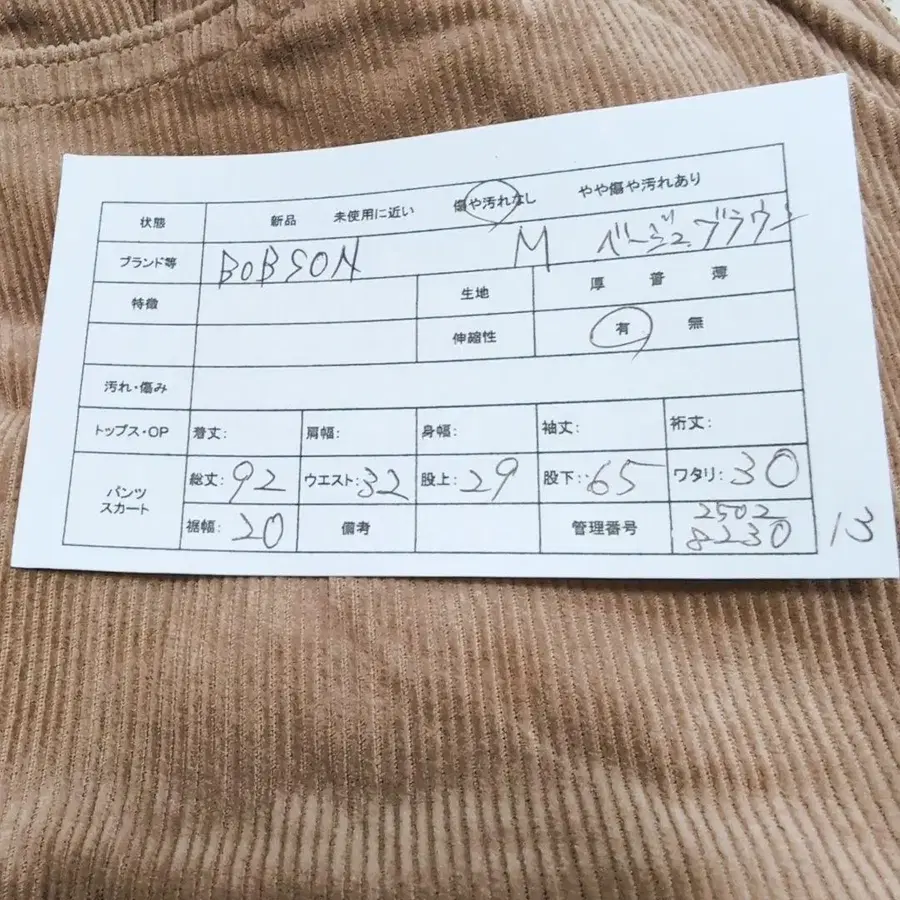 状態 新品 未使用に近い 傷や汚れなし やや傷や汚れあり
ブランド等 BOBSON M ベージュブラウン
特徴 生地 厚 普 薄
伸縮性 有 無
汚れ・傷み
トップス・OP 着丈: 肩幅: 身幅: 袖丈: 裄丈:
パンツ スカート 総丈:92 ウエスト:32 股上:29 股下:65 ワタリ:30
裾幅:20 備考 管理番号 2502 8230 13